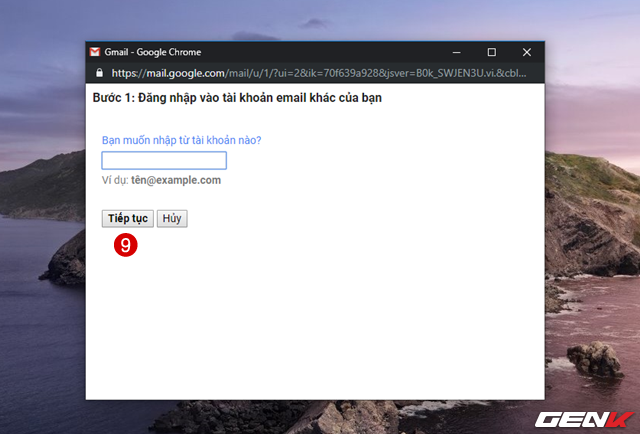 Gmail - Google Chrome
https://mail.google.com/mail/u/1/?ui=2&ik=70f639a928&jsver=B0k_SWJEN3U.vi.&cbl...
Bước 1: Đăng nhập vào tài khoản email khác của bạn
Bạn muốn nhập từ tài khoản nào?
Ví dụ: tên@example.com
Tiếp tục Hủy
9
GENK